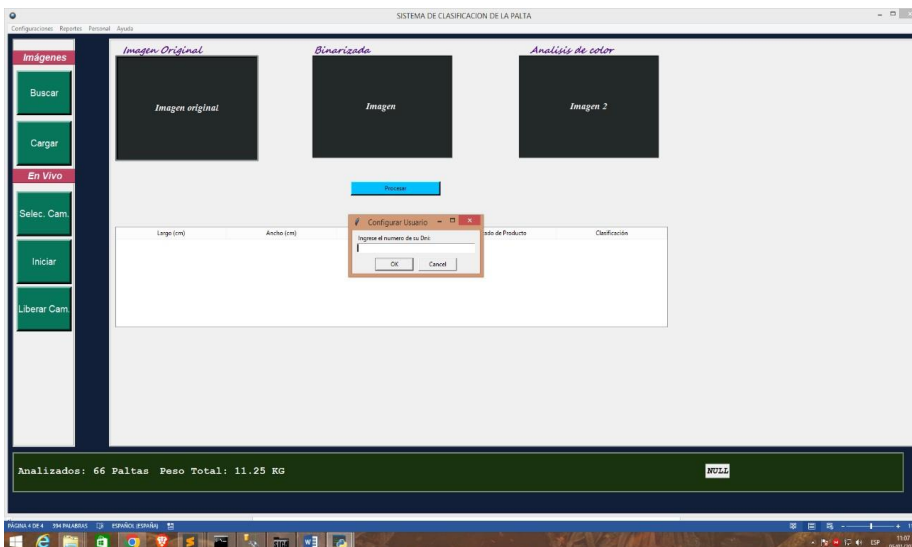 SISTEMA DE CLASIFICACION DE LA PALTA
Configuraciones Reportes Personal Ayuda
Imágenes
Buscar
Cargar
En Vivo
Selec. Cam.
Iniciar
Liberar Cam.
Imagen Original
Binarizada
Analisis de color
Imagen original
Imagen
Imagen 2
Procesar
Largo (cm) Ancho (cm) ado de Producto Clasificación
Configurar Usuario
Ingrese el numero de su Dni:
OK Cancel
Analizados: 66 Paltas Peso Total: 11.25 KG
NULL
PÁGINA 4 DE 4 394 PALABRAS ESPAÑOL (ESPAÑA)
ESP
11:07